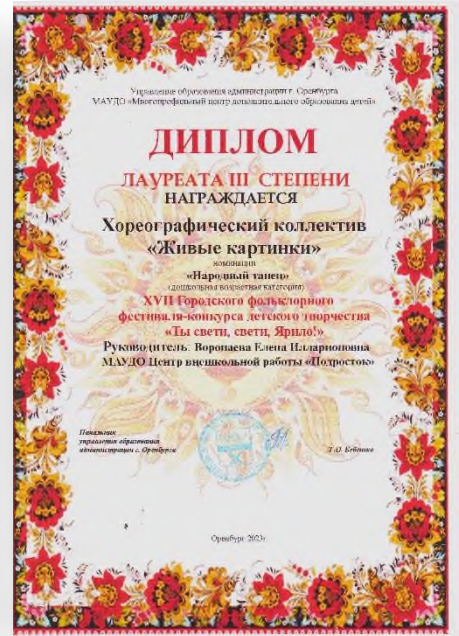 Управление образования администрации г. Оренбурга
МАУДО «Многопрофильный центр дополнительного образования детей»
ДИПЛОМ
ЛАУРЕАТА III СТЕПЕНИ
НАГРАЖДАЕТСЯ
Хореографический коллектив
«Живые картинки»
номинация
«Народный танец»
(дошкольная возрастная категория)
XVII Городского фольклорного
фестиваля-конкурса детского творчества
«Ты свети, свети, Ярило!»
Руководитель: Воропаева Елена Илларионовна
МАУДО Центр внешкольной работы «Подросток»
Начальник
управления образования
администрации г. Оренбурга
Оренбург 2023г